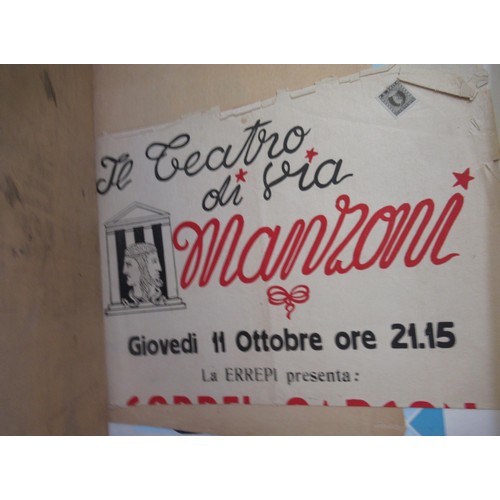 Il Teatro
di via
Manzoni
Giovedì 11 Ottobre ore 21.15
La ERREPI presenta: